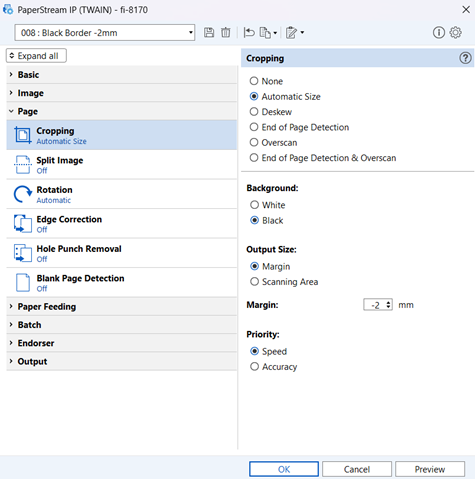 PaperStream IP (TWAIN) - fi-8170
008 : Black Border -2mm
Expand all
Basic
Image
Page
Cropping
Automatic Size
Split Image
Off
Rotation
Automatic
Edge Correction
Off
Hole Punch Removal
Off
Blank Page Detection
Off
Paper Feeding
Batch
Endorser
Output
Cropping
None
Automatic Size
Deskew
End of Page Detection
Overscan
End of Page Detection & Overscan
Background:
White
Black
Output Size:
Margin
Scanning Area
Margin: -2 mm
Priority:
Speed
Accuracy
OK Cancel Preview